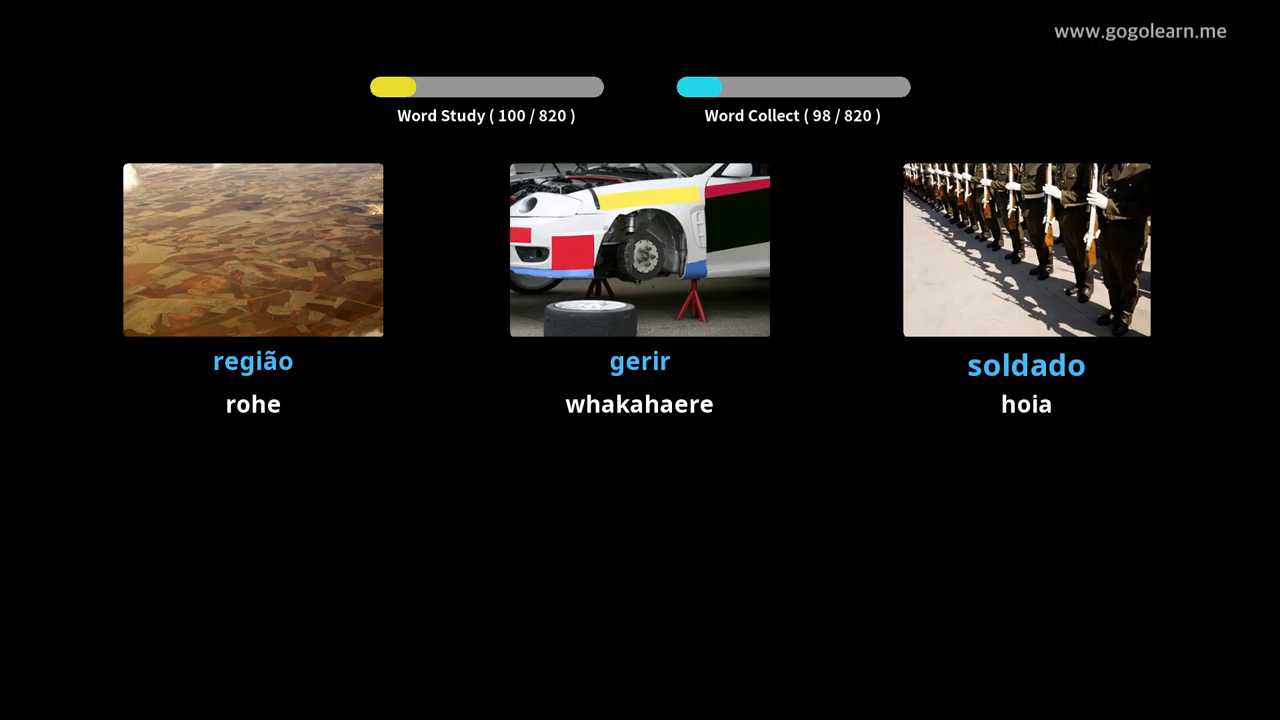 www.gogolearn.me
Word Study ( 100 / 820 )
Word Collect ( 98 / 820 )
região
gerir
soldado
rohe
whakahaere
hoia